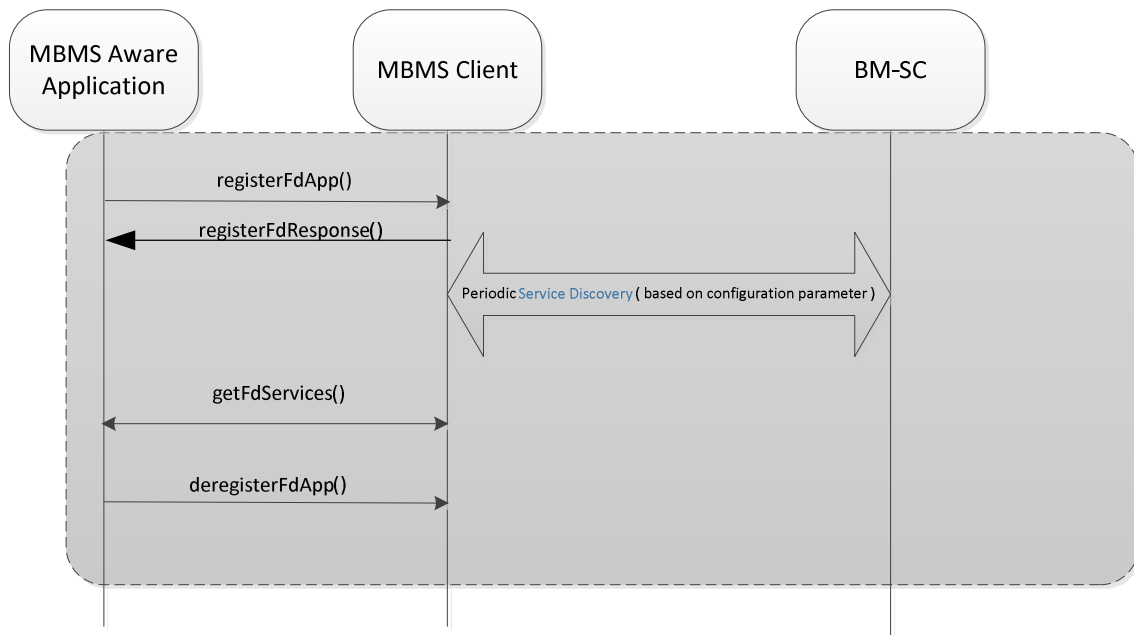 MBMS Aware
Application
MBMS Client
BM-SC
registerFdApp()
registerFdResponse()
Periodic Service Discovery ( based on configuration parameter )
getFdServices()
deregisterFdApp()